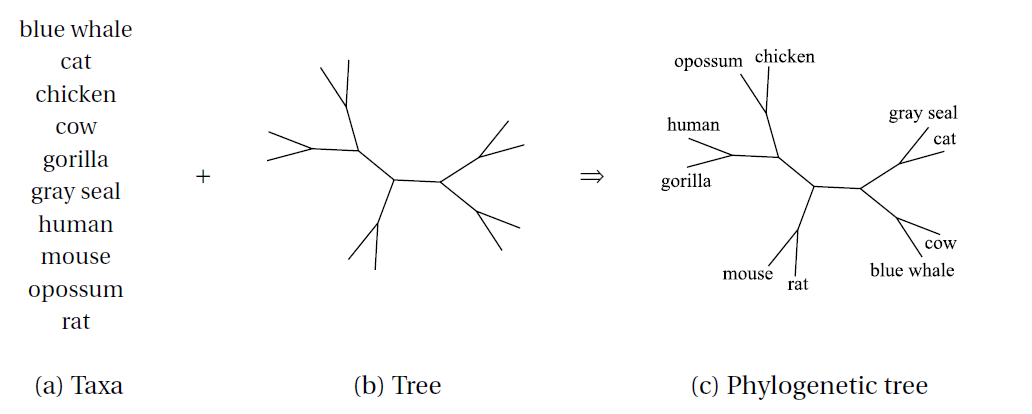 blue whale
cat
chicken
cow
gorilla
gray seal
human
mouse
opossum
rat
(a) Taxa
+
(b) Tree
⇒
opossum
chicken
human
gorilla
gray seal
cat
cow
blue whale
mouse
rat
(c) Phylogenetic tree